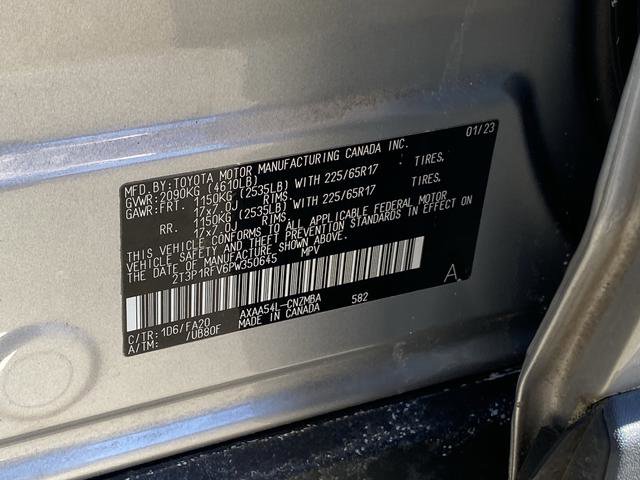 MFD. BY: TOYOTA MOTOR MANUFACTURING CANADA INC. 01/23
GVWR: 2090KG (4610LB)
GAWR: FRT. 1150KG (2535LB) WITH 225/65R17 TIRES.
17x7.0J RIMS.
RR. 1150KG (2535LB) WITH 225/65R17 TIRES.
17x7.0J RIMS.
THIS VEHICLE CONFORMS TO ALL APPLICABLE FEDERAL MOTOR
VEHICLE SAFETY AND THEFT PREVENTION STANDARDS IN EFFECT
ON THE DATE OF MANUFACTURE SHOWN ABOVE.
2T3P1RFV6PW350645 MPV
A
C/TR: 1D6/FA20 AXAA54L-CNZMBA 582
A/TM: /UB80F MADE IN CANADA